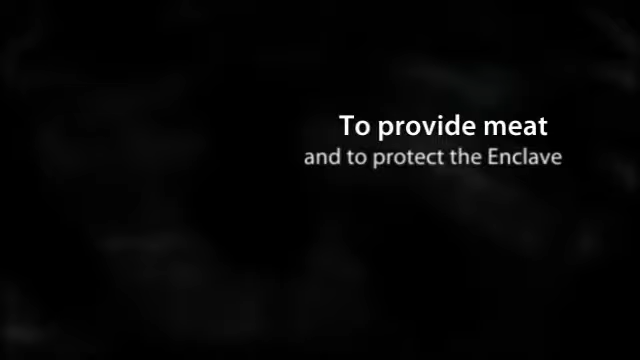 To provide meat
and to protect the Enclave